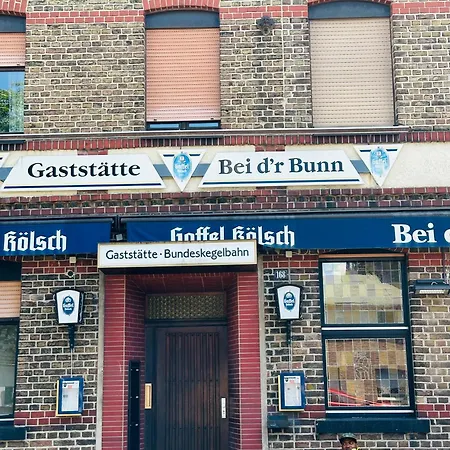 Gaststätte
Bei d'r Bunn
Kölsch
Gaffel Kölsch
Bei d
Gaststätte · Bundeskegelbahn
168